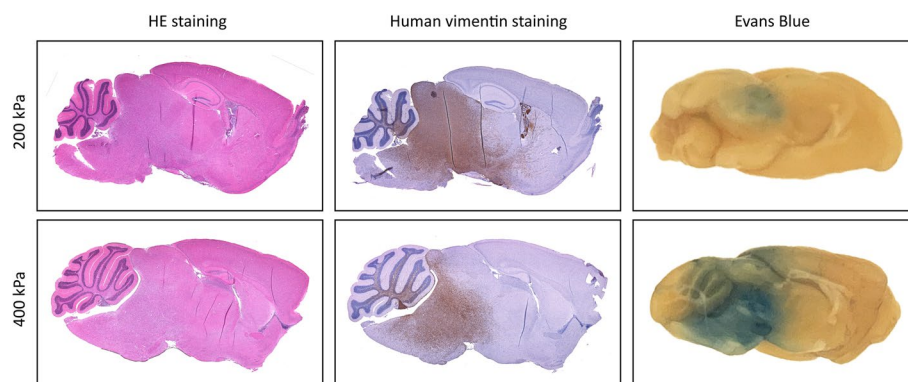 HE staining
Human vimentin staining
Evans Blue
200 kPa
400 kPa